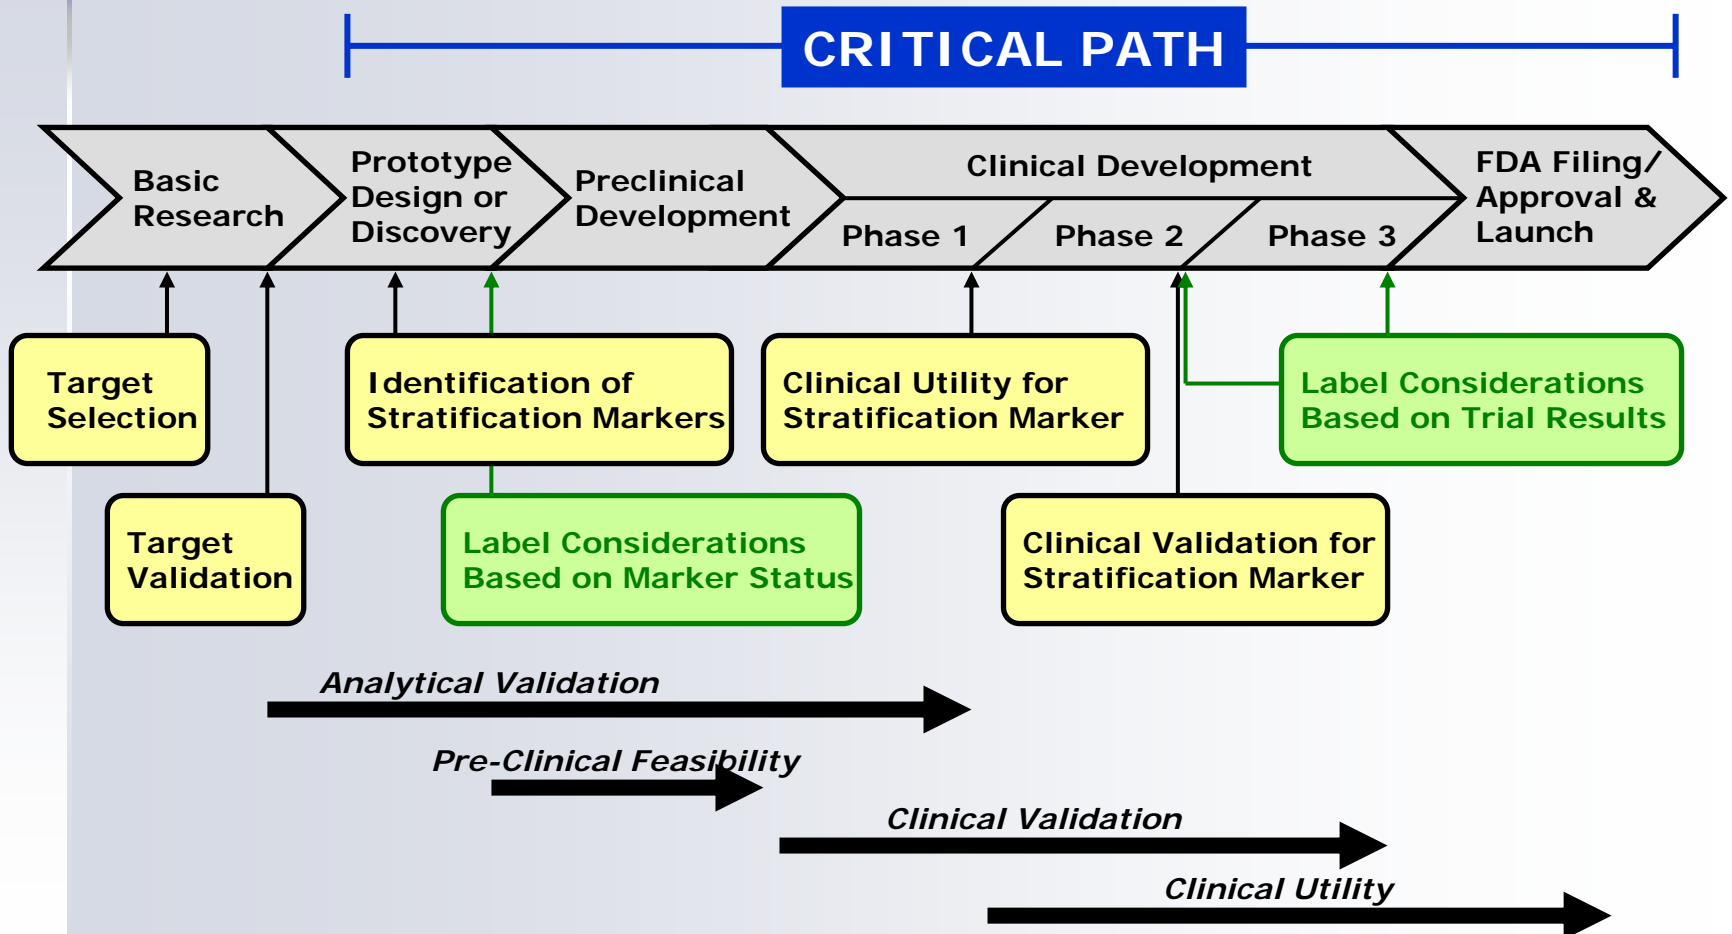 CRITICAL PATH
Basic
Research
Prototype
Design or
Discovery
Preclinical
Development
Clinical Development
Phase 1
Phase 2
Phase 3
FDA Filing/
Approval &
Launch
Target
Selection
Identification of
Stratification Markers
Clinical Utility for
Stratification Marker
Label Considerations
Based on Trial Results
Target
Validation
Label Considerations
Based on Marker Status
Clinical Validation for
Stratification Marker
Analytical Validation
Pre-Clinical Feasibility
Clinical Validation
Clinical Utility